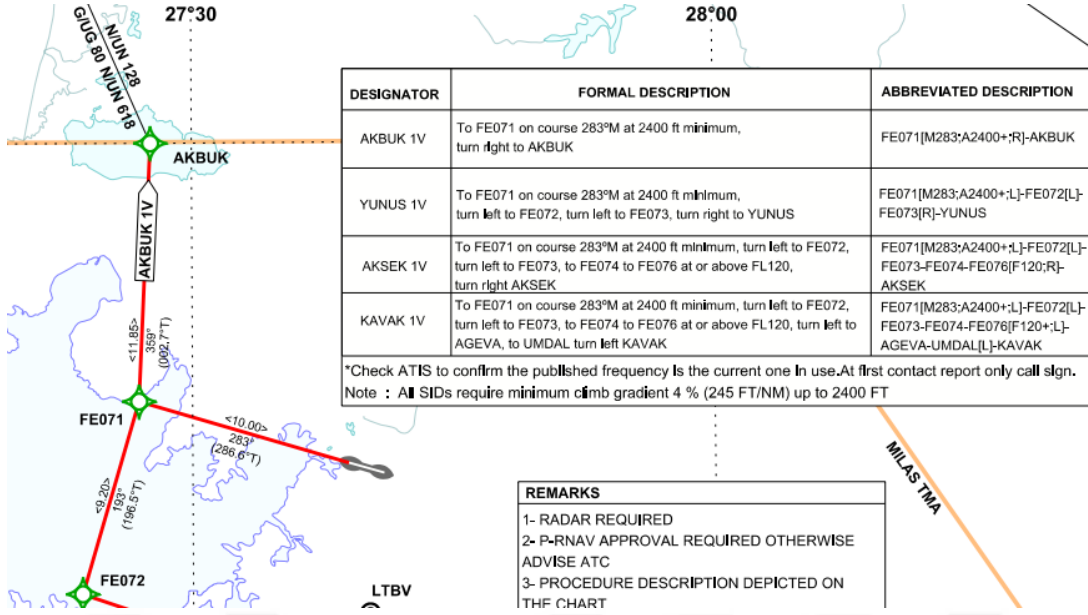 27°30
28°00
N/UN 128
G/UG 80 N/UN 618
AKBUK
AKBUK 1V
<11.85>
359°
(002.7°T)
FE071
<10.00>
283°
(286.6°T)
<9.20>
193°
(196.5°T)
FE072
DESIGNATOR FORMAL DESCRIPTION ABBREVIATED DESCRIPTION
AKBUK 1V
To FE071 on course 283ºM at 2400 ft minimum,
turn right to AKBUK
FE071[M283;A2400+;R]-AKBUK
YUNUS 1V
To FE071 on course 283ºM at 2400 ft minimum,
turn left to FE072, turn left to FE073, turn right to YUNUS
FE071[M283;A2400+;L]-FE072[L]-
FE073[R]-YUNUS
AKSEK 1V
To FE071 on course 283ºM at 2400 ft minimum, turn left to FE072,
turn left to FE073, to FE074 to FE076 at or above FL120,
turn right AKSEK
FE071[M283;A2400+;L]-FE072[L]-
FE073-FE074-FE076[F120;R]-
AKSEK
KAVAK 1V
To FE071 on course 283ºM at 2400 ft minimum, turn left to FE072,
turn left to FE073, to FE074 to FE076 at or above FL120, turn left to
AGEVA, to UMDAL turn left KAVAK
FE071[M283;A2400+;L]-FE072[L]-
FE073-FE074-FE076[F120+;L]-
AGEVA-UMDAL[L]-KAVAK
*Check ATIS to confirm the published frequency is the current one in use.At first contact report only call sign.
Note : All SIDs require minimum climb gradient 4 % (245 FT/NM) up to 2400 FT
MILAS TMA
REMARKS
1- RADAR REQUIRED
2- P-RNAV APPROVAL REQUIRED OTHERWISE
ADVISE ATC
3- PROCEDURE DESCRIPTION DEPICTED ON
THE CHART
LTBV